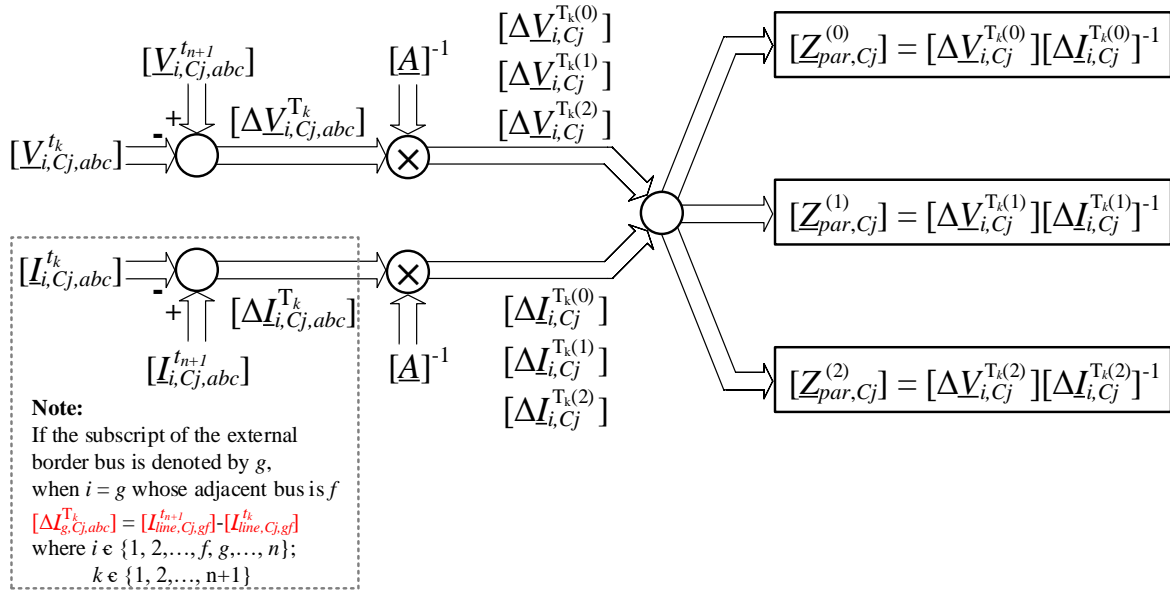 [V_{i,Cj,abc}^{t_{n+1}}]
[A]^{-1}
[ΔV_{i,Cj}^{T_k(0)}]
[ΔV_{i,Cj}^{T_k(1)}]
[ΔV_{i,Cj}^{T_k(2)}]
+
-
[V_{i,Cj,abc}^{t_k}]
[ΔV_{i,Cj,abc}^{T_k}]
×
[Z_{par,Cj}^{(0)}] = [ΔV_{i,Cj}^{T_k(0)}][ΔI_{i,Cj}^{T_k(0)}]^{-1}
[Z_{par,Cj}^{(1)}] = [ΔV_{i,Cj}^{T_k(1)}][ΔI_{i,Cj}^{T_k(1)}]^{-1}
[Z_{par,Cj}^{(2)}] = [ΔV_{i,Cj}^{T_k(2)}][ΔI_{i,Cj}^{T_k(2)}]^{-1}
[I_{i,Cj,abc}^{t_k}]
-
+
[ΔI_{i,Cj,abc}^{T_k}]
×
[I_{i,Cj,abc}^{t_{n+1}}]
[A]^{-1}
[ΔI_{i,Cj}^{T_k(0)}]
[ΔI_{i,Cj}^{T_k(1)}]
[ΔI_{i,Cj}^{T_k(2)}]
Note:
If the subscript of the external
border bus is denoted by g,
when i = g whose adjacent bus is f
[ΔI_{g,Cj,abc}^{T_k}] = [I_{line,Cj,gf}^{t_{n+1}}]-[I_{line,Cj,gf}^{t_k}]
where i ϵ {1, 2,…, f, g,…, n};
k ϵ {1, 2,…, n+1}